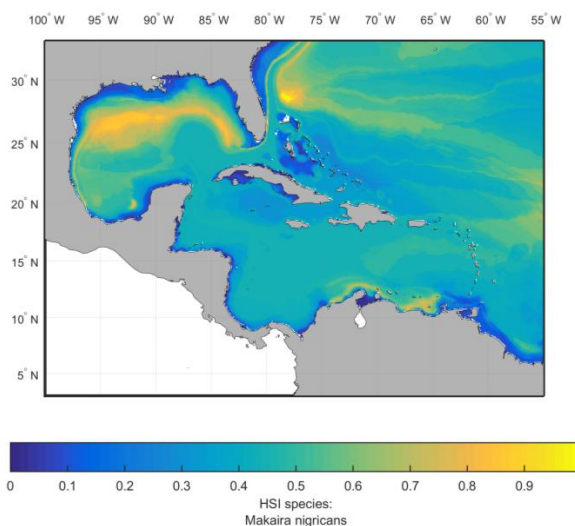 100° W 95° W 90° W 85° W 80° W 75° W 70° W 65° W 60° W 55° W
30° N
25° N
20° N
15° N
10° N
5° N
0 0.1 0.2 0.3 0.4 0.5 0.6 0.7 0.8 0.9
HSI species:
Makaira nigricans